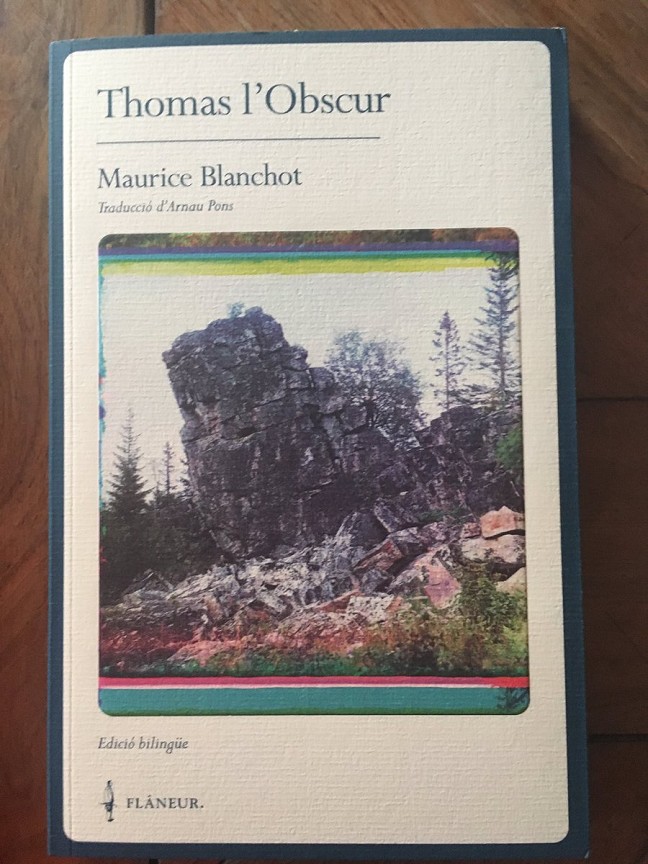 Thomas l’Obscur
Maurice Blanchot
Traducció d’Arnau Pons
Edició bilingüe
FLÂNEUR.